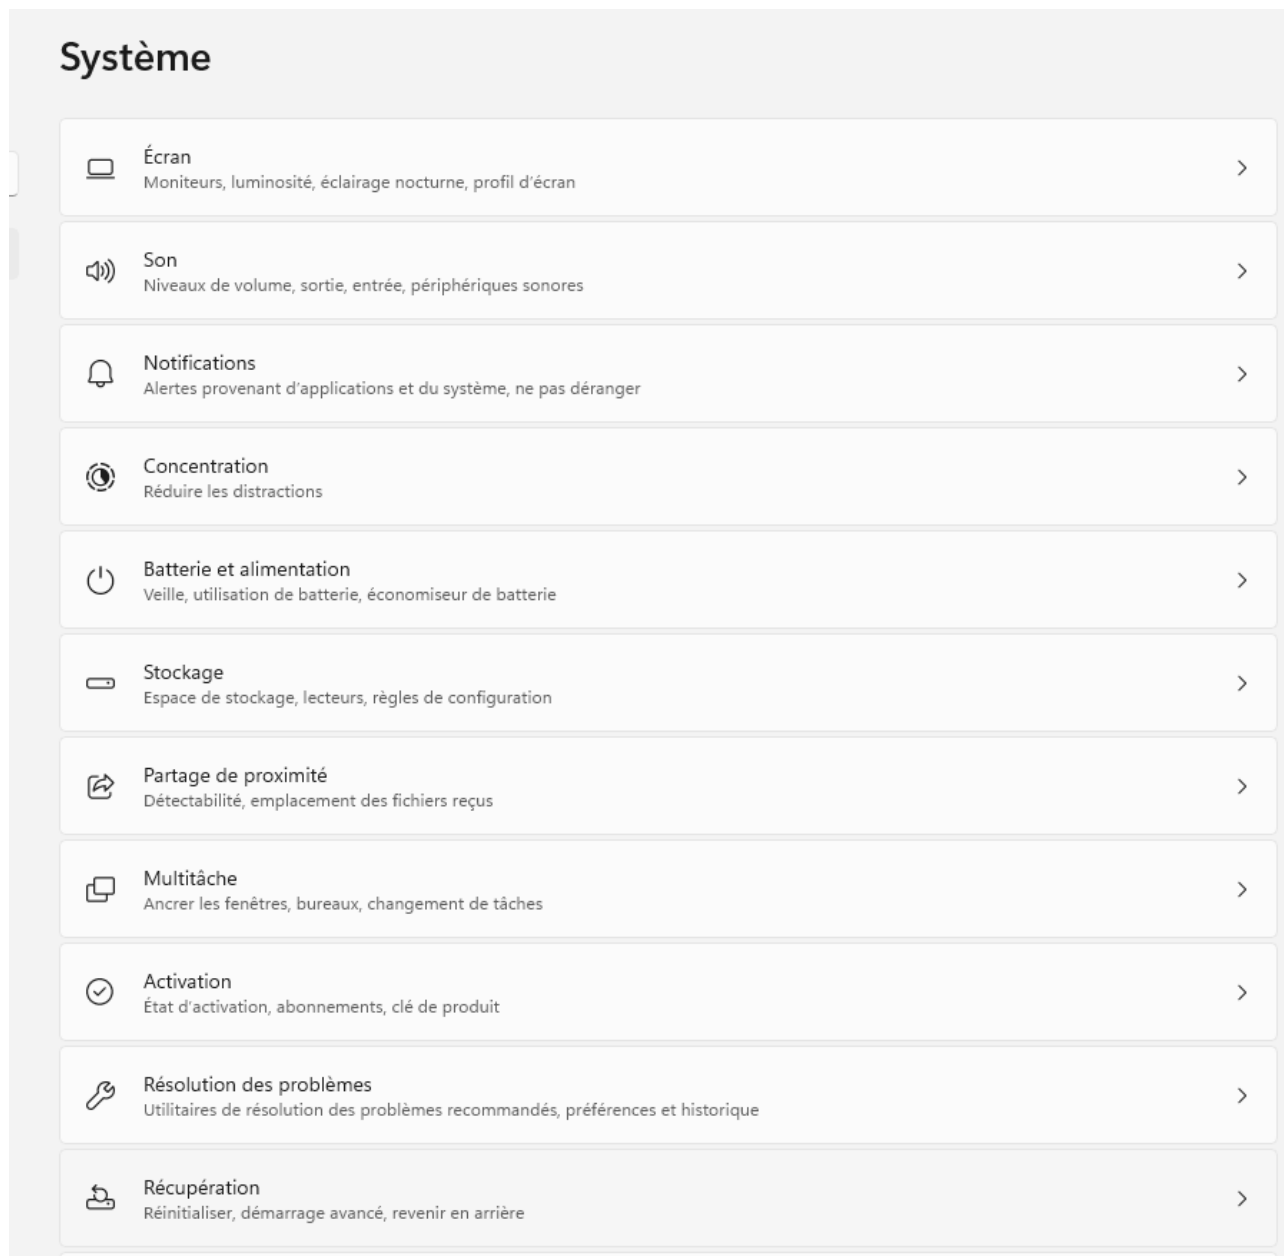 Système
Écran
Moniteurs, luminosité, éclairage nocturne, profil d’écran
Son
Niveaux de volume, sortie, entrée, périphériques sonores
Notifications
Alertes provenant d’applications et du système, ne pas déranger
Concentration
Réduire les distractions
Batterie et alimentation
Veille, utilisation de batterie, économiseur de batterie
Stockage
Espace de stockage, lecteurs, règles de configuration
Partage de proximité
Détectabilité, emplacement des fichiers reçus
Multitâche
Ancrer les fenêtres, bureaux, changement de tâches
Activation
État d’activation, abonnements, clé de produit
Résolution des problèmes
Utilitaires de résolution des problèmes recommandés, préférences et historique
Récupération
Réinitialiser, démarrage avancé, revenir en arrière